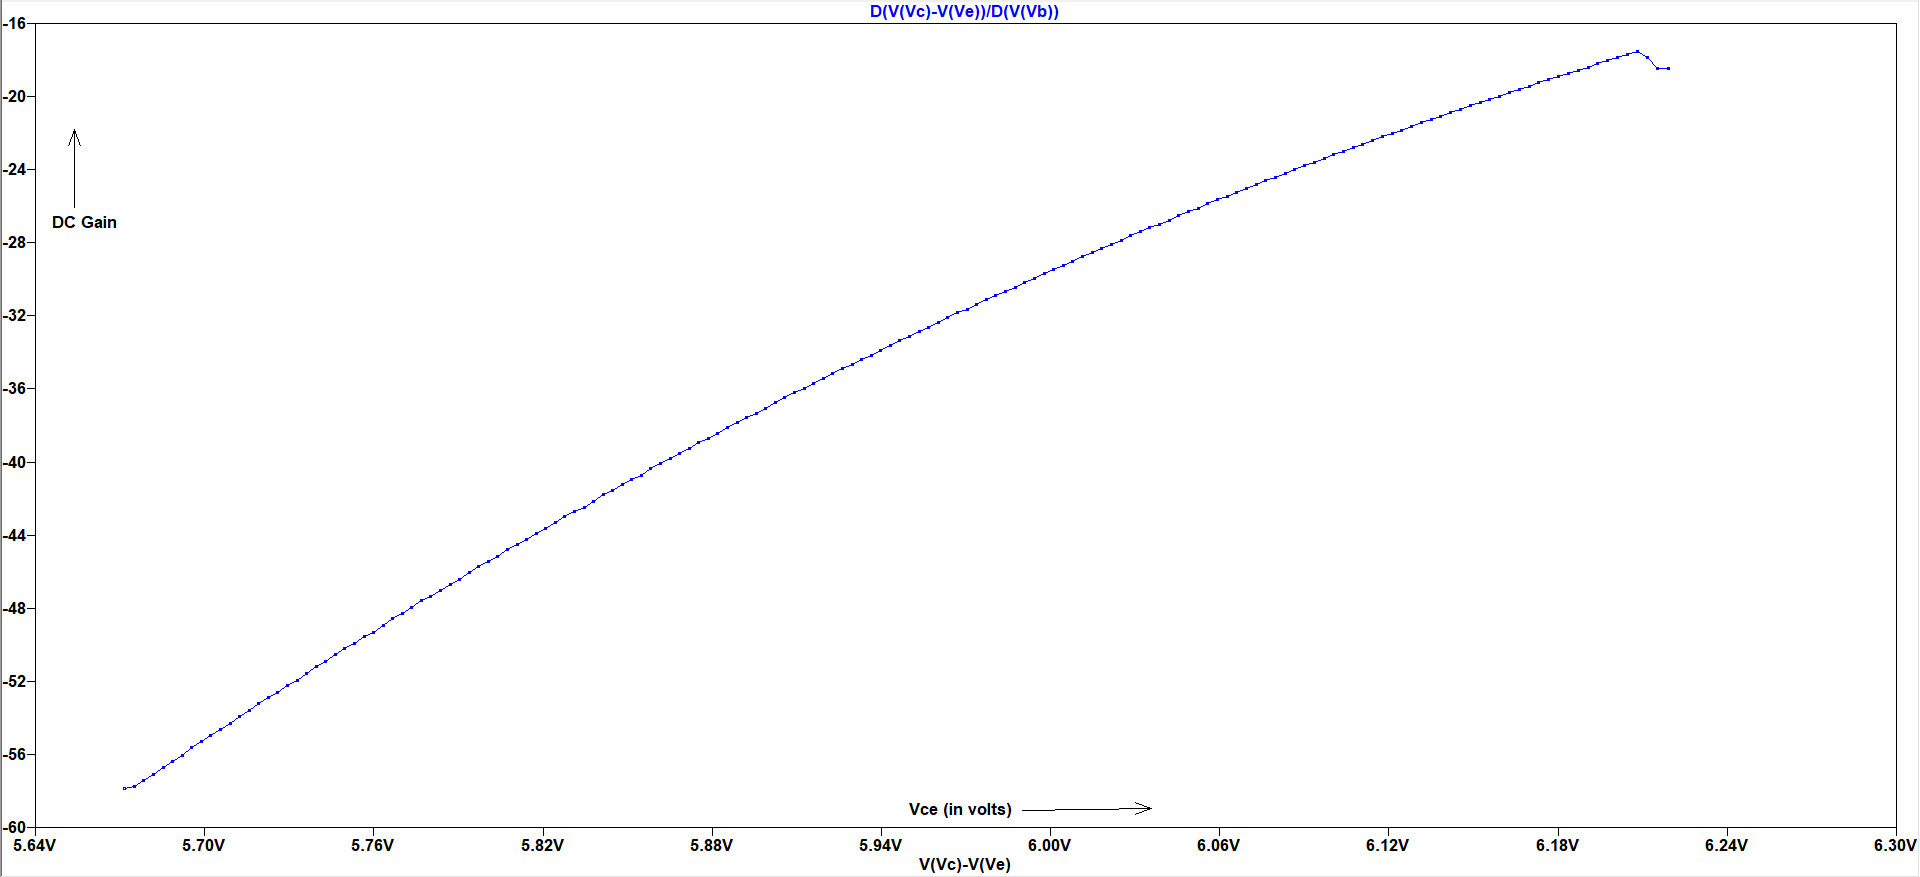 D(V(Vc)-V(Ve))/D(V(Vb))
-16
-20
-24
DC Gain
-28
-32
-36
-40
-44
-48
-52
-56
Vce (in volts)
-60
5.64V 5.70V 5.76V 5.82V 5.88V 5.94V 6.00V 6.06V 6.12V 6.18V 6.24V 6.30V
V(Vc)-V(Ve)